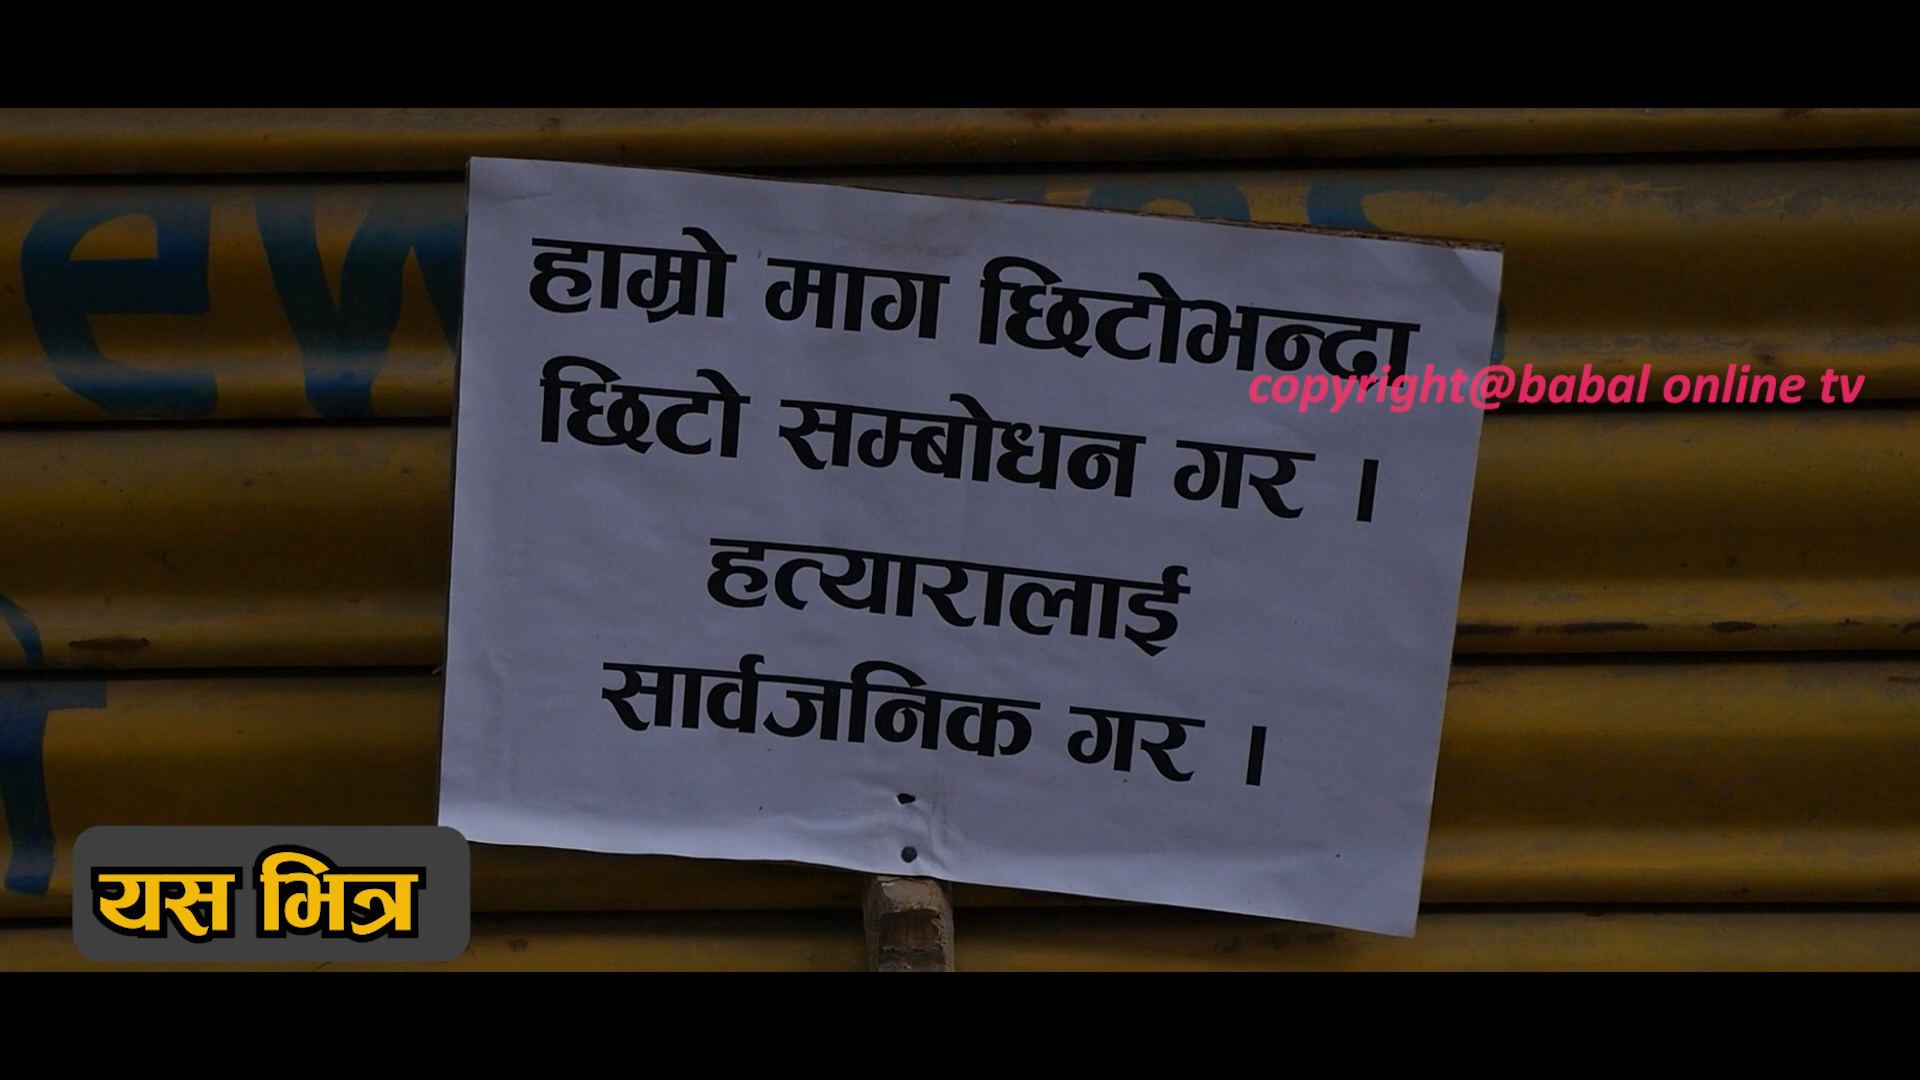 हाम्रो माग छिटोभन्दा
छिटो सम्बोधन गर ।
हत्यारालाई
सार्वजनिक गर ।
copyright@babal online tv
यस भित्र